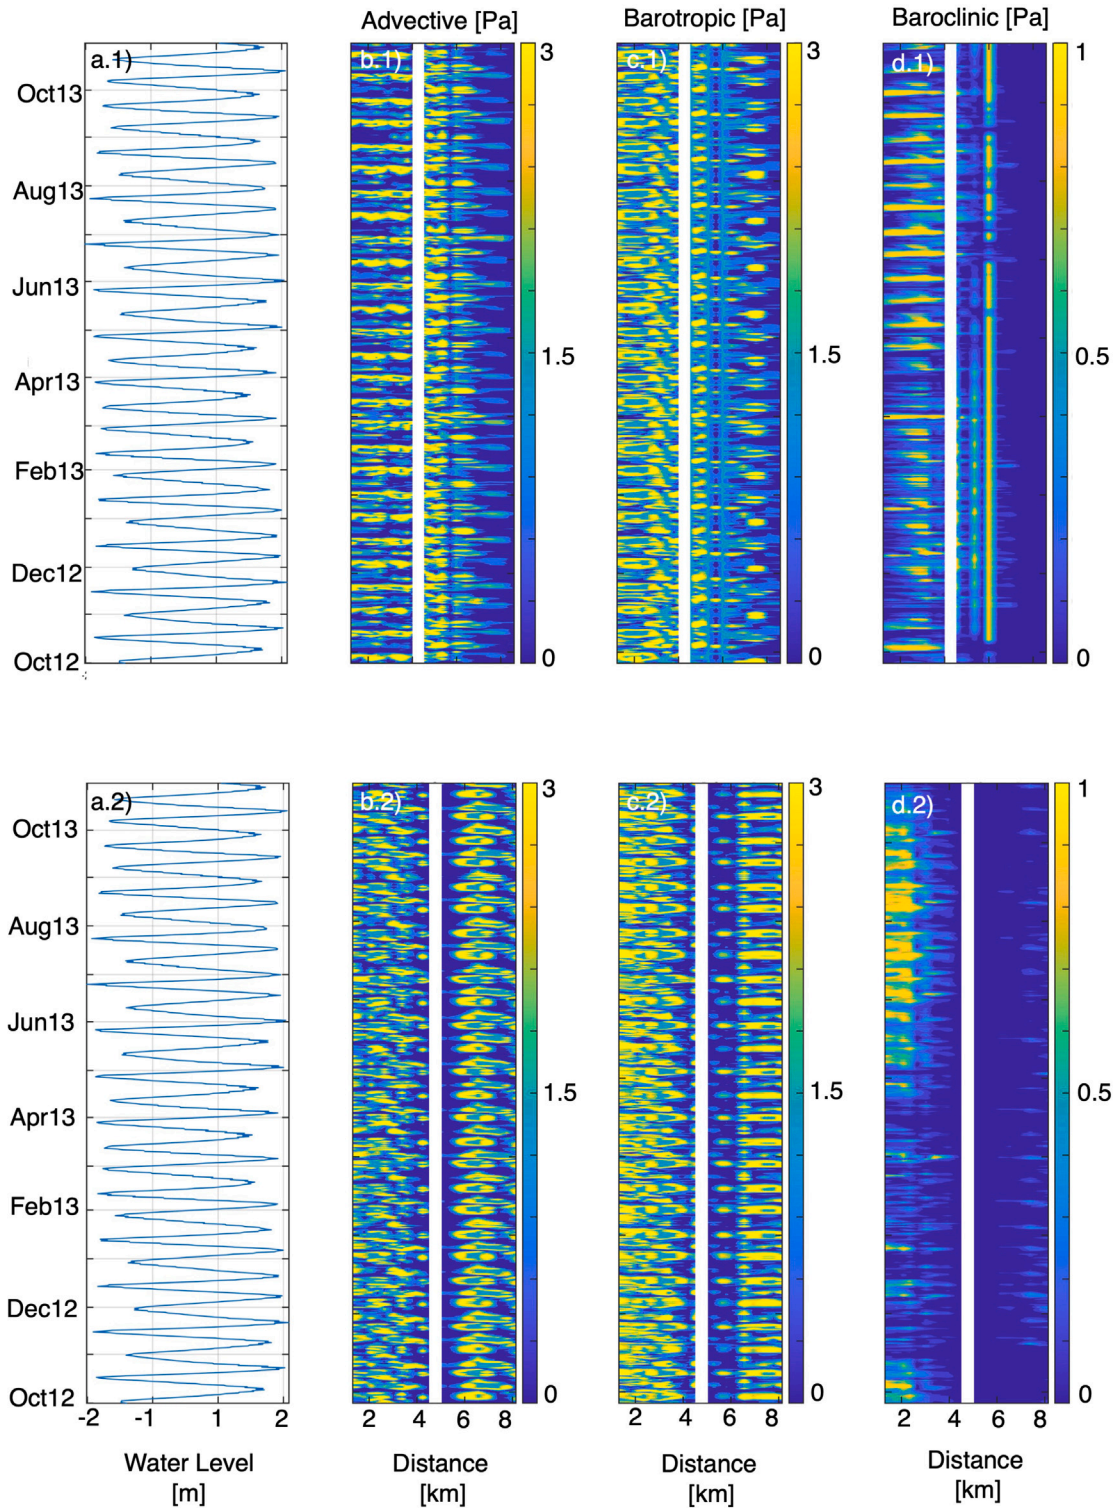 Advective [Pa] Barotropic [Pa] Baroclinic [Pa]
a.1) b.1) 3 c.1) 3 d.1) 1
Oct13
Aug13
Jun13
1.5 1.5 0.5
Apr13
Feb13
Dec12
Oct12 0 0 0
a.2) b.2) 3 c.2) 3 d.2) 1
Oct13
Aug13
Jun13
1.5 1.5 0.5
Apr13
Feb13
Dec12
Oct12 0 0 0
-2 -1 1 2 2 4 6 8 2 4 6 8 2 4 6 8
Water Level Distance Distance Distance
[m] [km] [km] [km]